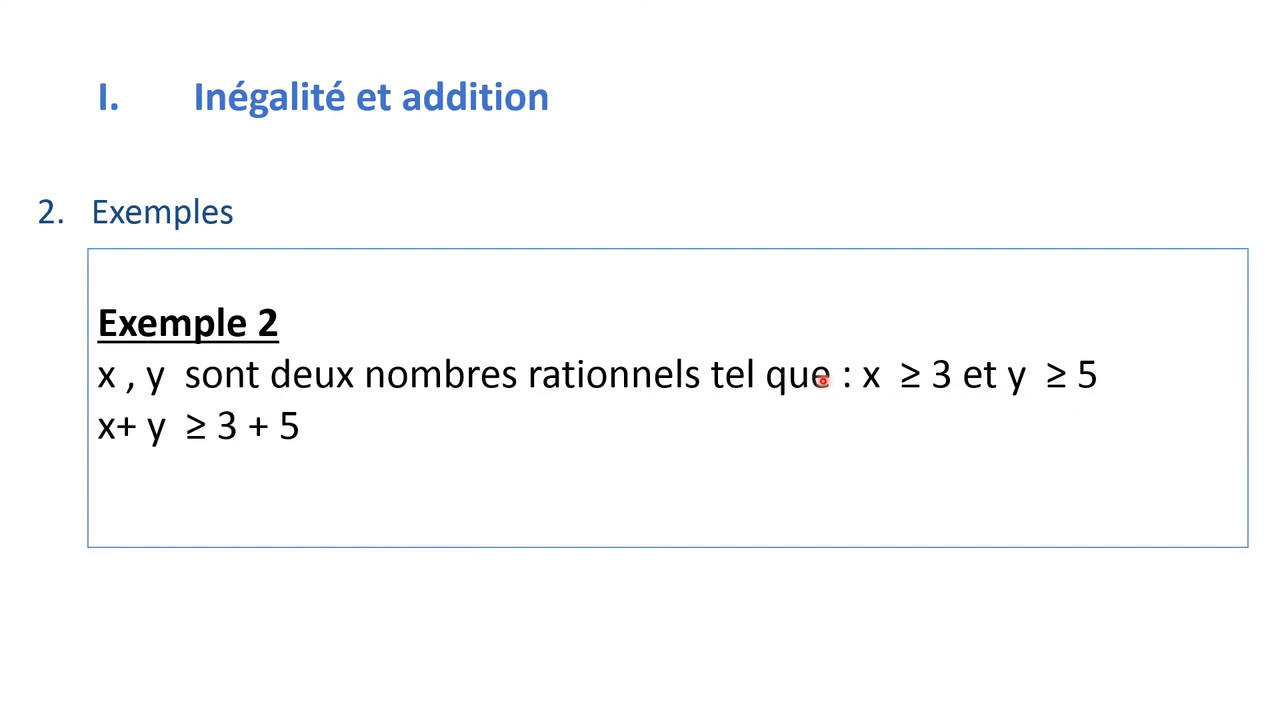 I. Inégalité et addition
2. Exemples
Exemple 2
x , y sont deux nombres rationnels tel que : x ≥ 3 et y ≥ 5
x+ y ≥ 3 + 5